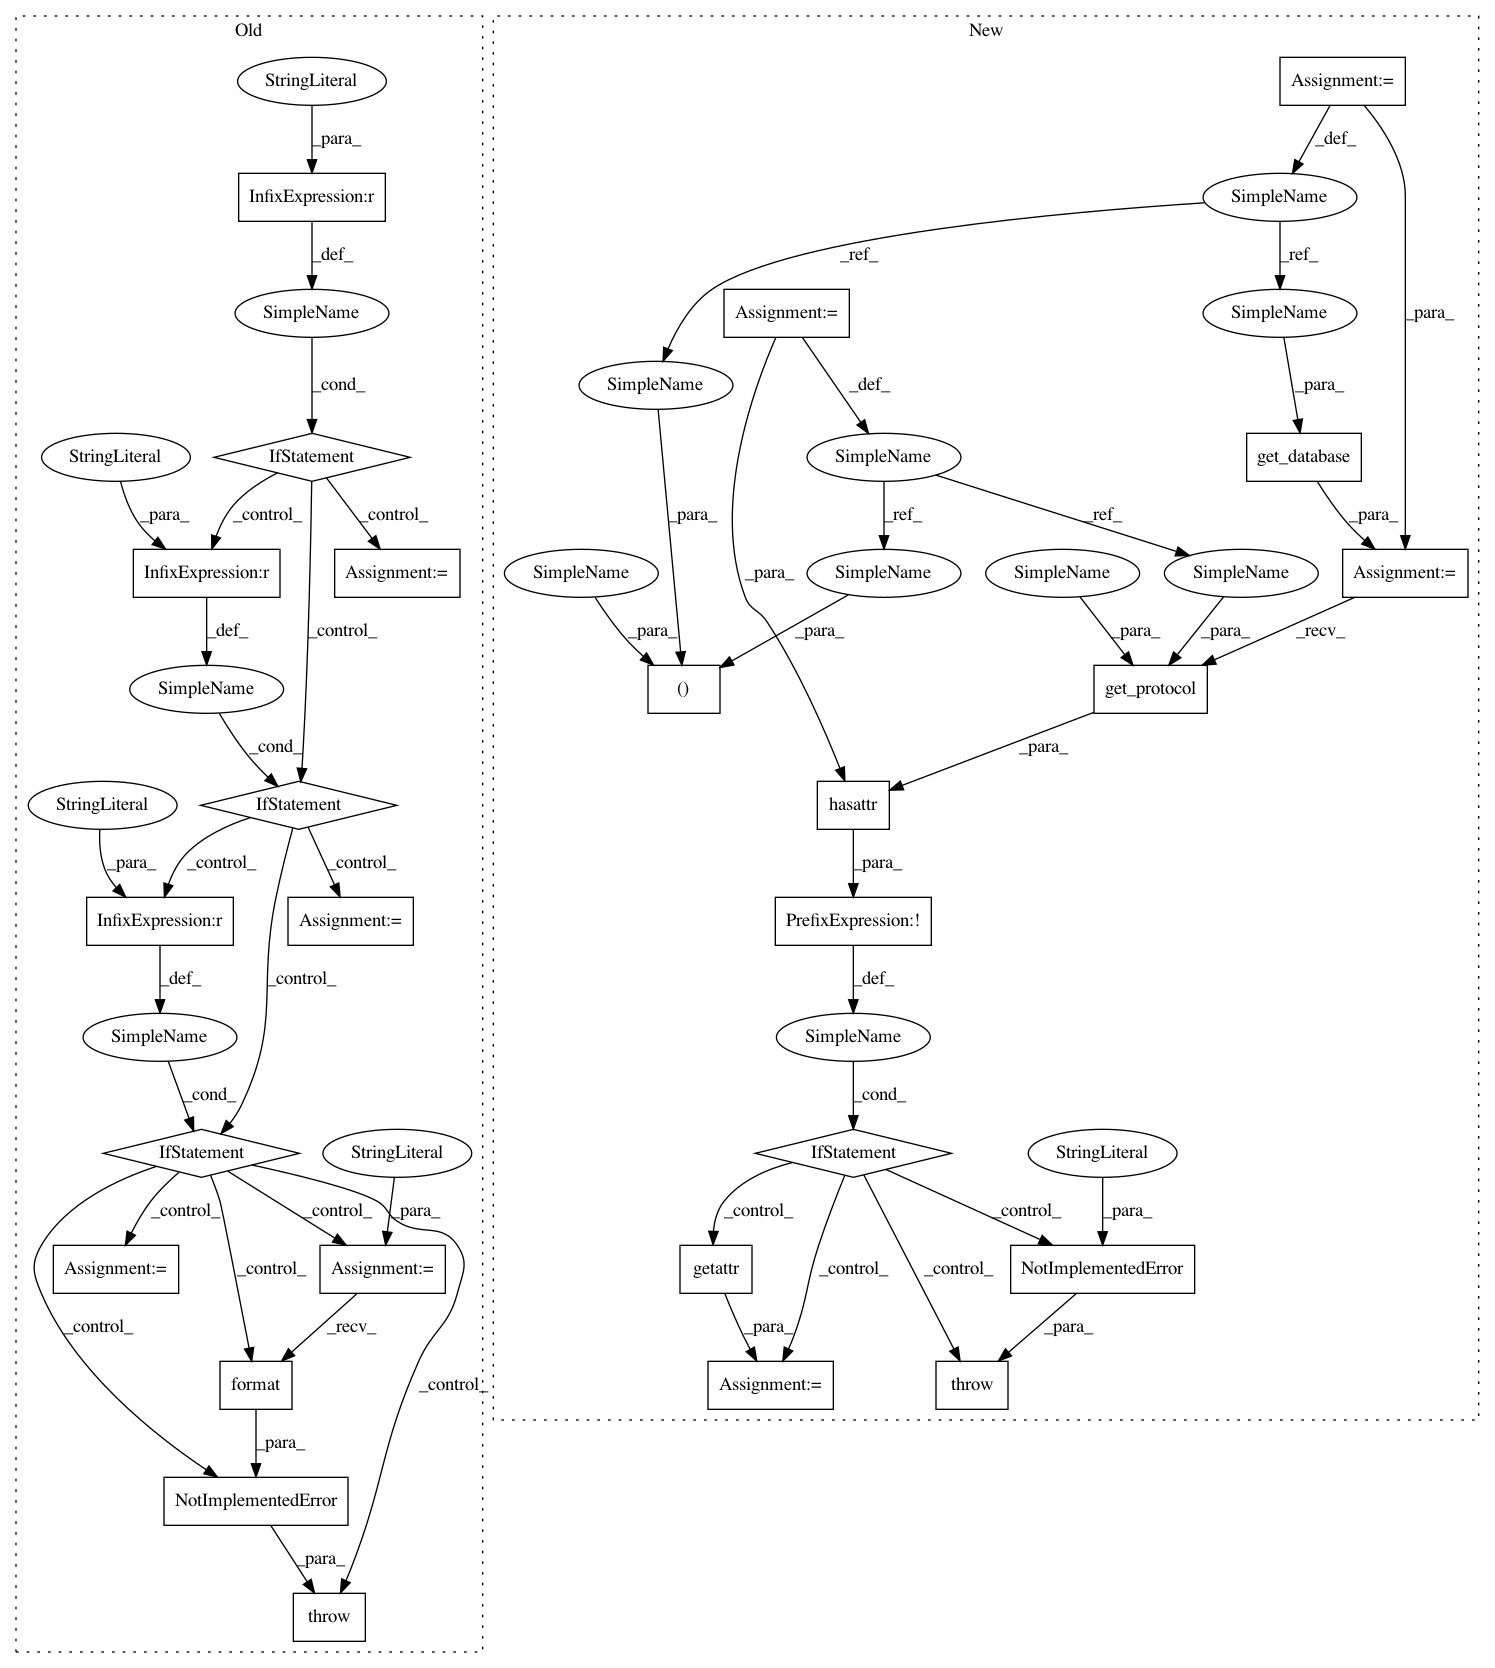 Old
New
StringLiteral
Assignment:=
_para_
_def_
InfixExpression:r
SimpleName
_def_
_ref_
_ref_
SimpleName
Assignment:=
SimpleName
_para_
_cond_
SimpleName
_def_
_para_
StringLiteral
IfStatement
SimpleName
get_database
_para_
_control_
_control_
_para_
_ref_
_ref_
_para_
InfixExpression:r
Assignment:=
SimpleName
SimpleName
SimpleName
SimpleName
Assignment:=
_para_
_def_
_control_
_para_
_para_
_para_
_para_
_recv_
SimpleName
()
get_protocol
_cond_
_para_
StringLiteral
IfStatement
hasattr
_para_
_control_
_control_
_para_
InfixExpression:r
Assignment:=
PrefixExpression:!
_def_
_control_
_def_
SimpleName
SimpleName
_cond_
_cond_
IfStatement
StringLiteral
IfStatement
StringLiteral
_control_
_control_
_para_
_control_
_control_
_para_
Assignment:=
Assignment:=
getattr
NotImplementedError
_control_
_control_
_recv_
_para_
_control_
_control_
_para_
format
_control_
Assignment:=
throw
_para_
NotImplementedError
_para_
throw